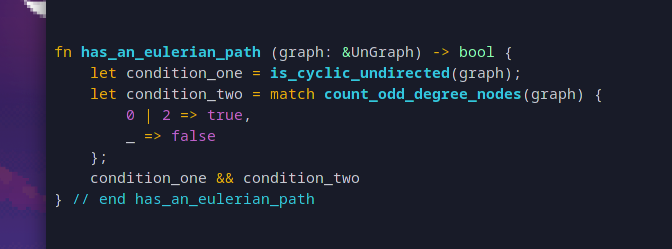 fn has_an_eulerian_path (graph: &UnGraph) -> bool {
    let condition_one = is_cyclic_undirected(graph);
    let condition_two = match count_odd_degree_nodes(graph) {
        0 | 2 => true,
        _ => false
    };
    condition_one && condition_two
} // end has_an_eulerian_path